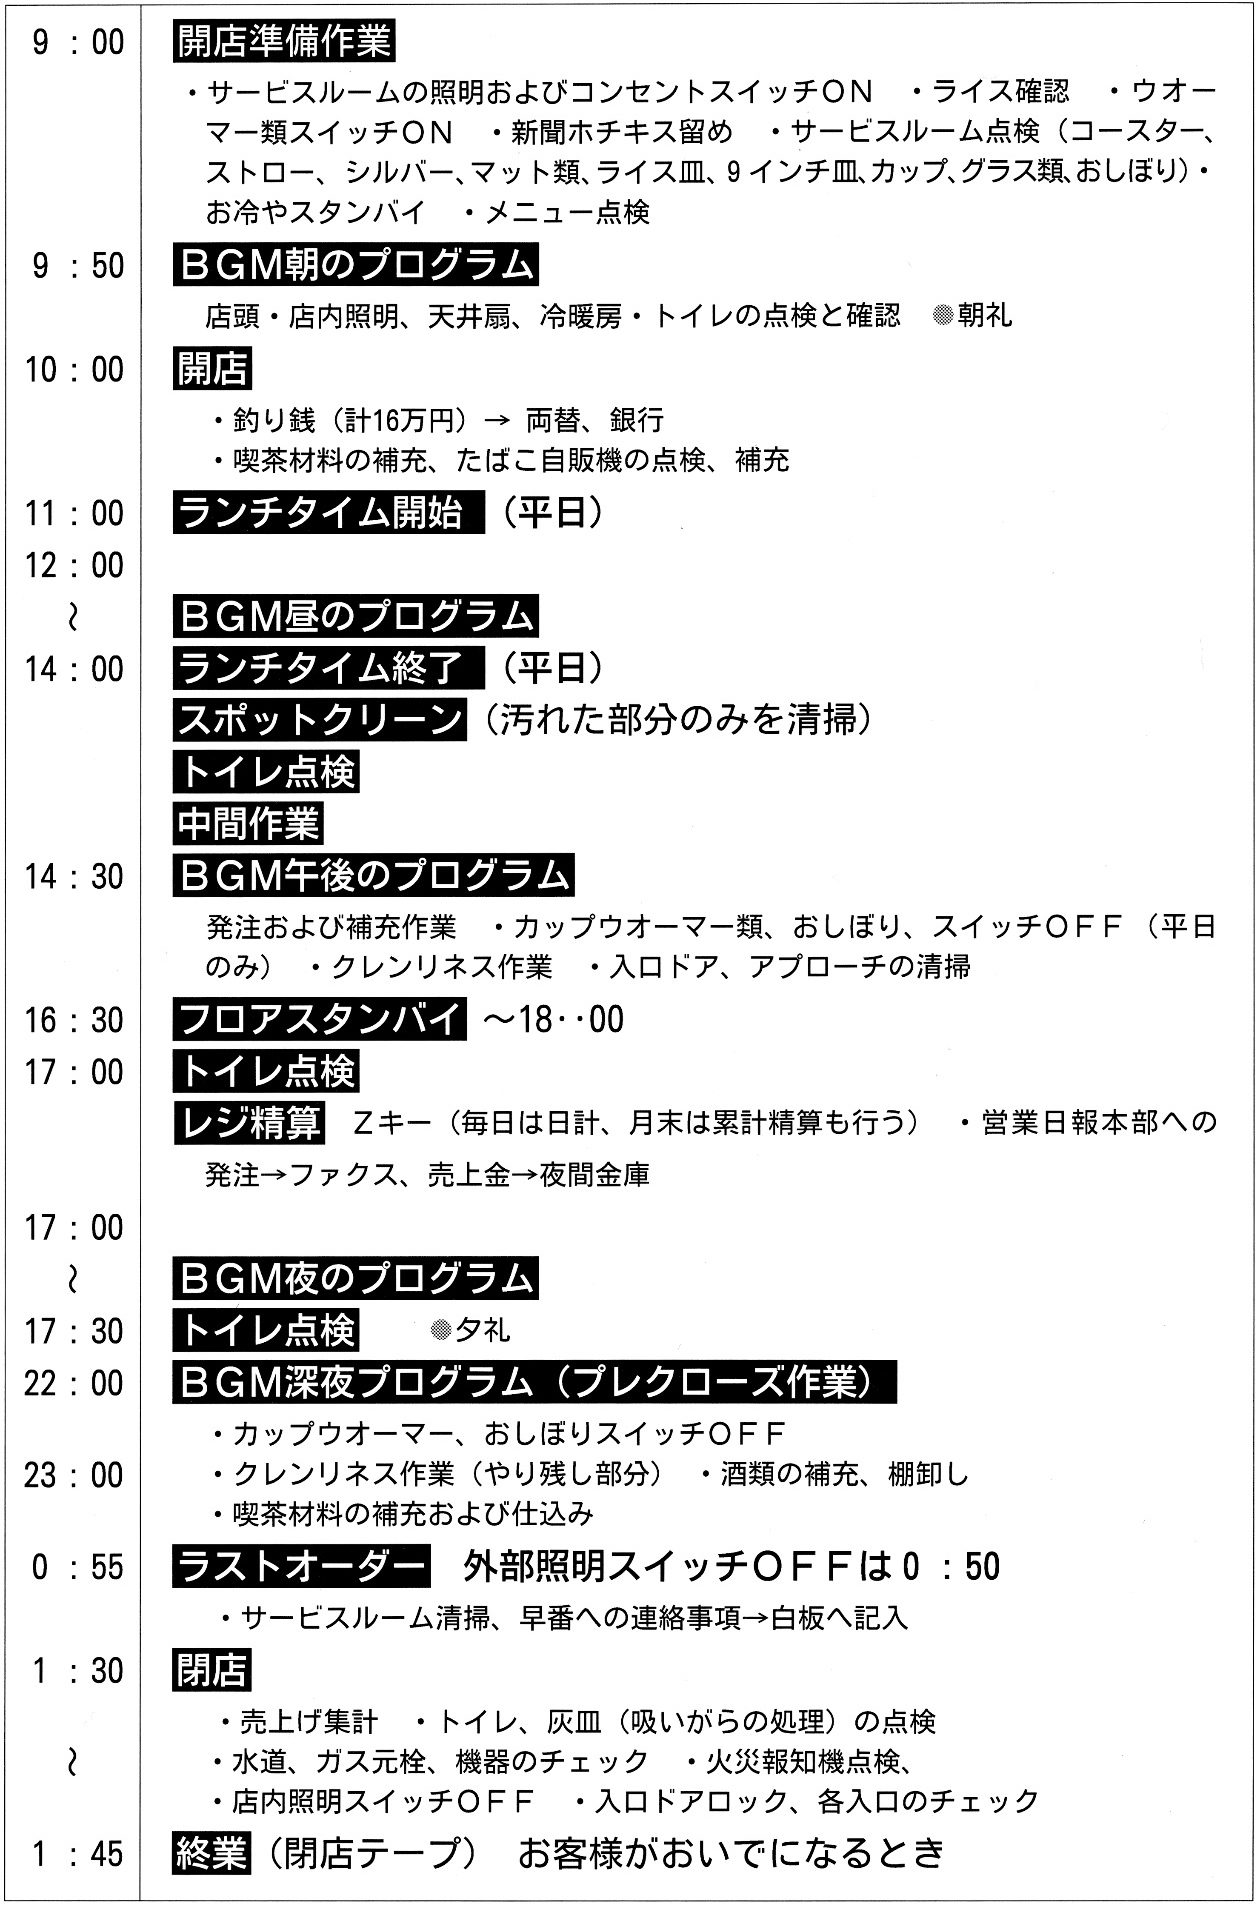 9：00 開店準備作業
・サービスルームの照明およびコンセントスイッチＯＮ　・ライス確認　・ウオー
マー類スイッチＯＮ　・新聞ホチキス留め　・サービスルーム点検（コースター、
ストロー、シルバー、マット類、ライス皿、9インチ皿、カップ、グラス類、おしぼり）・
お冷やスタンバイ　・メニュー点検
9：50 ＢＧＭ朝のプログラム
店頭・店内照明、天井扇、冷暖房・トイレの点検と確認　●朝礼
10：00 開店
・釣り銭（計16万円）→ 両替、銀行
・喫茶材料の補充、たばこ自販機の点検、補充
11：00 ランチタイム開始（平日）
12：00
〜 ＢＧＭ昼のプログラム
14：00 ランチタイム終了（平日）
スポットクリーン（汚れた部分のみを清掃）
トイレ点検
中間作業
14：30 ＢＧＭ午後のプログラム
発注および補充作業　・カップウオーマー類、おしぼり、スイッチＯＦＦ（平日
のみ）　・クレンリネス作業　・入口ドア、アプローチの清掃
16：30 フロアスタンバイ 〜18‥00
17：00 トイレ点検
レジ精算　Ｚキー（毎日は日計、月末は累計精算も行う）　・営業日報本部への
発注→ファクス、売上金→夜間金庫
17：00
〜 ＢＧＭ夜のプログラム
17：30 トイレ点検　●夕礼
22：00 ＢＧＭ深夜プログラム（プレクローズ作業）
・カップウオーマー、おしぼりスイッチＯＦＦ
23：00 ・クレンリネス作業（やり残し部分）　・酒類の補充、棚卸し
・喫茶材料の補充および仕込み
0：55 ラストオーダー　外部照明スイッチＯＦＦは0：50
・サービスルーム清掃、早番への連絡事項→白板へ記入
1：30 閉店
・売上げ集計　・トイレ、灰皿（吸いがらの処理）の点検
〜 ・水道、ガス元栓、機器のチェック　・火災報知機点検、
・店内照明スイッチＯＦＦ　・入口ドアロック、各入口のチェック
1：45 終業（閉店テープ）　お客様がおいでになるとき